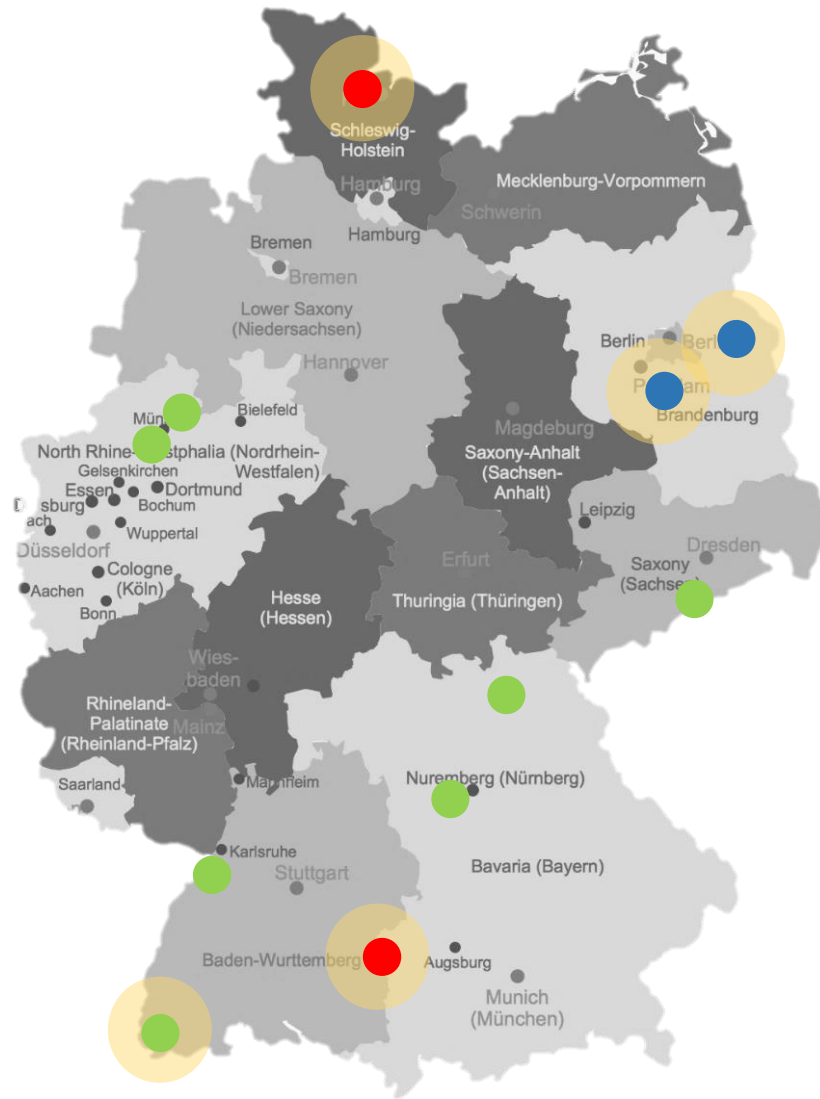 Schleswig-
Holstein
Mecklenburg-Vorpommern
Hamburg
Schwerin
Hamburg
Bremen
Bremen
Lower Saxony
(Niedersachsen)
Berlin
Hannover
Brandenburg
Bielefeld
Magdeburg
North Rhine-
(Nordrhein-
Westfalen)
Saxony-Anhalt
(Sachsen-
Anhalt)
Gelsenkirchen
Essen
Dortmund
Bochum
Leipzig
Wuppertal
Düsseldorf
Dresden
Erfurt
Saxony
(Sachsen)
Cologne
(Köln)
Aachen
Bonn
Hesse
(Hessen)
Thuringia (Thüringen)
Wies-
baden
Rhineland-
Palatinate
(Rheinland-Pfalz)
Mainz
Saarland
Mannheim
Nuremberg (Nürnberg)
Karlsruhe
Stuttgart
Bavaria (Bayern)
Baden-Wurttemberg
Augsburg
Munich
(München)